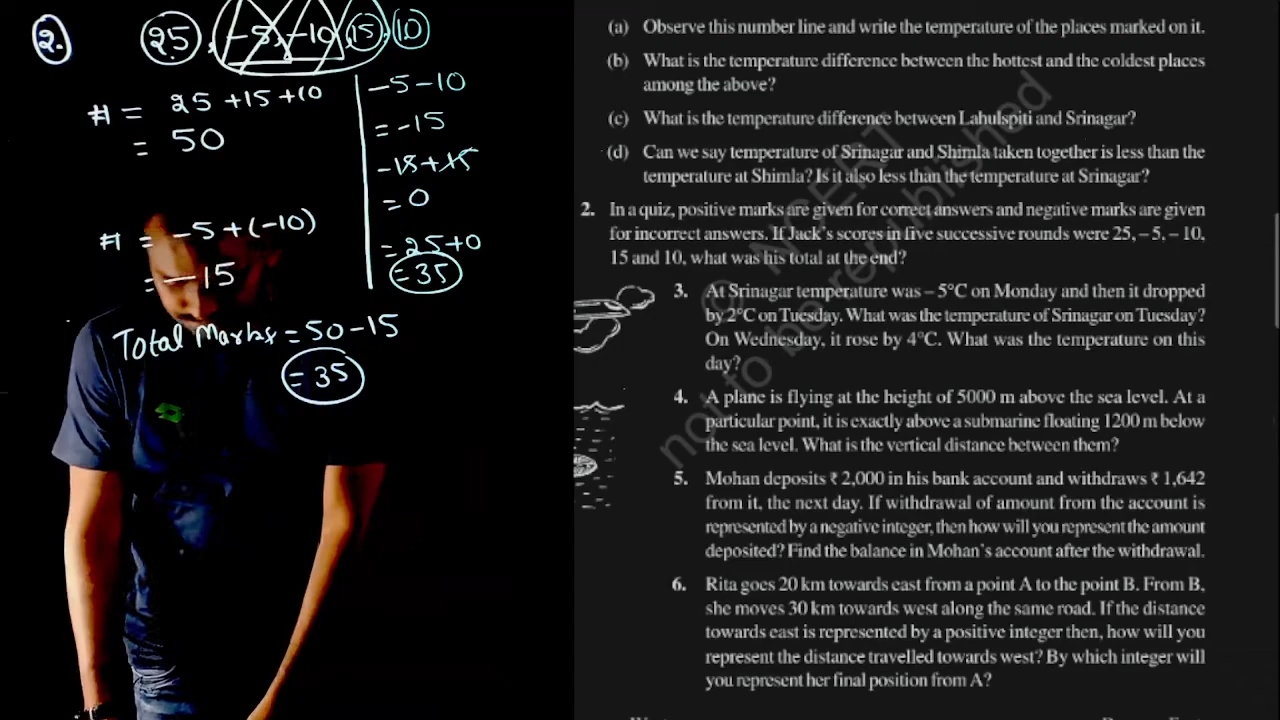 2.
25, -5, -10, 15, 10
# = 25 + 15 + 10
= 50
# = -5 + (-10)
= -15
Total Marks = 50 - 15
= 35
-5 - 10
= -15
-15 + 15
= 0
= 25 + 0
= 35
(a) Observe this number line and write the temperature of the places marked on it.
(b) What is the temperature difference between the hottest and the coldest places
among the above?
(c) What is the temperature difference between Lahulspiti and Srinagar?
(d) Can we say temperature of Srinagar and Shimla taken together is less than the
temperature at Shimla? Is it also less than the temperature at Srinagar?
2. In a quiz, positive marks are given for correct answers and negative marks are given
for incorrect answers. If Jack's scores in five successive rounds were 25, – 5, – 10,
15 and 10, what was his total at the end?
3. At Srinagar temperature was – 5°C on Monday and then it dropped
by 2°C on Tuesday. What was the temperature of Srinagar on Tuesday?
On Wednesday, it rose by 4°C. What was the temperature on this
day?
4. A plane is flying at the height of 5000 m above the sea level. At a
particular point, it is exactly above a submarine floating 1200 m below
the sea level. What is the vertical distance between them?
5. Mohan deposits ₹ 2,000 in his bank account and withdraws ₹ 1,642
from it, the next day. If withdrawal of amount from the account is
represented by a negative integer, then how will you represent the amount
deposited? Find the balance in Mohan's account after the withdrawal.
6. Rita goes 20 km towards east from a point A to the point B. From B,
she moves 30 km towards west along the same road. If the distance
towards east is represented by a positive integer then, how will you
represent the distance travelled towards west? By which integer will
you represent her final position from A?
© NCERT
not to be republished